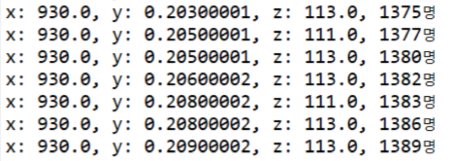 x: 930.0, y: 0.20300001, z: 113.0, 1375명
x: 930.0, y: 0.20500001, z: 111.0, 1377명
x: 930.0, y: 0.20500001, z: 113.0, 1380명
x: 930.0, y: 0.20600002, z: 113.0, 1382명
x: 930.0, y: 0.20800002, z: 111.0, 1383명
x: 930.0, y: 0.20800002, z: 113.0, 1386명
x: 930.0, y: 0.20900002, z: 113.0, 1389명